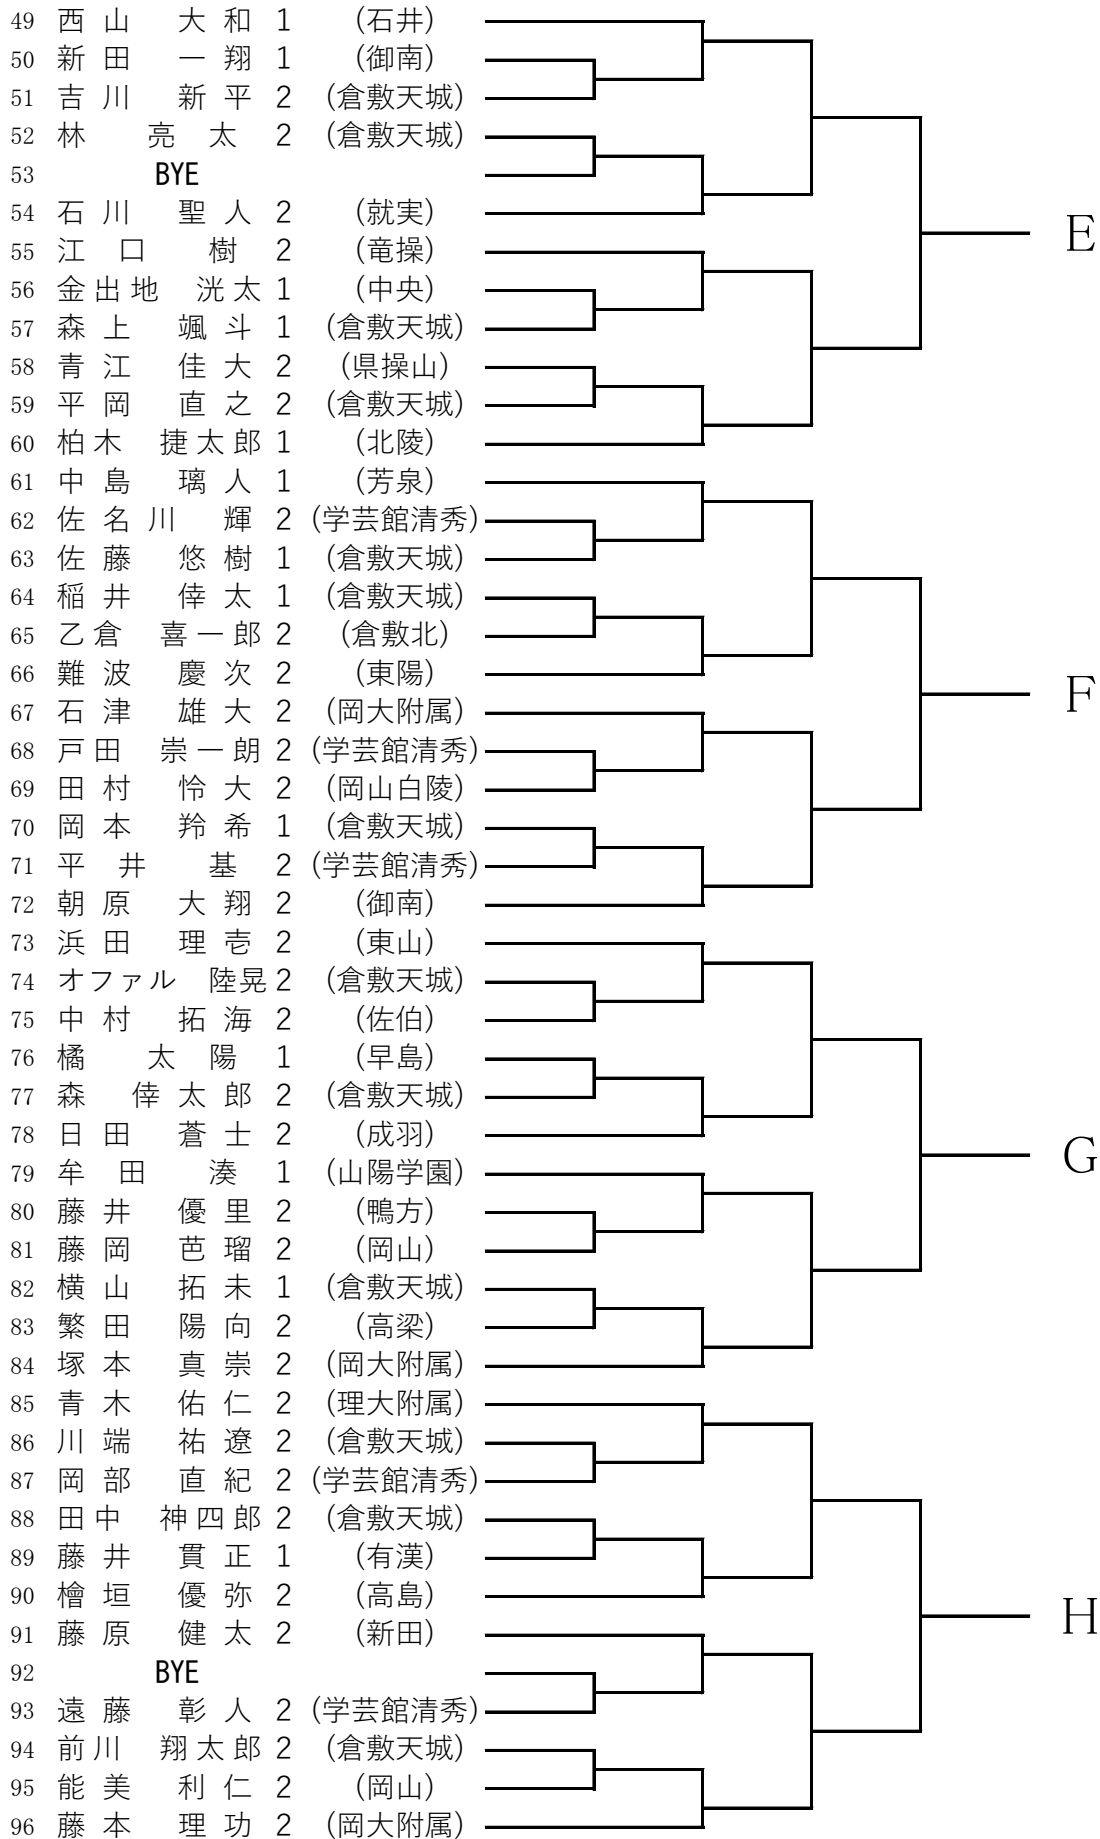 49 西山 大和 1 (石井)
50 新田 一翔 1 (御南)
51 吉川 新平 2 (倉敷天城)
52 林 亮太 2 (倉敷天城)
53 BYE
54 石川 聖人 2 (就実)
E
55 江口 樹 2 (竜操)
56 金出地 洸太 1 (中央)
57 森上 颯斗 1 (倉敷天城)
58 青江 佳大 2 (県操山)
59 平岡 直之 2 (倉敷天城)
60 柏木 捷太郎 1 (北陵)
61 中島 璃人 1 (芳泉)
62 佐名川 輝 2 (学芸館清秀)
63 佐藤 悠樹 1 (倉敷天城)
64 稲井 倖太 1 (倉敷天城)
65 乙倉 喜一郎 2 (倉敷北)
66 難波 慶次 2 (東陽)
F
67 石津 雄大 2 (岡大附属)
68 戸田 崇一朗 2 (学芸館清秀)
69 田村 怜大 2 (岡山白陵)
70 岡本 羚希 1 (倉敷天城)
71 平井 基 2 (学芸館清秀)
72 朝原 大翔 2 (御南)
73 浜田 理壱 2 (東山)
74 オファル 陸晃 2 (倉敷天城)
75 中村 拓海 2 (佐伯)
76 橘 太陽 1 (早島)
77 森 倖太郎 2 (倉敷天城)
78 日田 蒼士 2 (成羽)
G
79 牟田 湊 1 (山陽学園)
80 藤井 優里 2 (鴨方)
81 藤岡 芭瑠 2 (岡山)
82 横山 拓未 1 (倉敷天城)
83 繁田 陽向 2 (高梁)
84 塚本 真崇 2 (岡大附属)
85 青木 佑仁 2 (理大附属)
86 川端 祐遼 2 (倉敷天城)
87 岡部 直紀 2 (学芸館清秀)
88 田中 神四郎 2 (倉敷天城)
89 藤井 貫正 1 (有漢)
90 檜垣 優弥 2 (高島)
H
91 藤原 健太 2 (新田)
92 BYE
93 遠藤 彰人 2 (学芸館清秀)
94 前川 翔太郎 2 (倉敷天城)
95 能美 利仁 2 (岡山)
96 藤本 理功 2 (岡大附属)